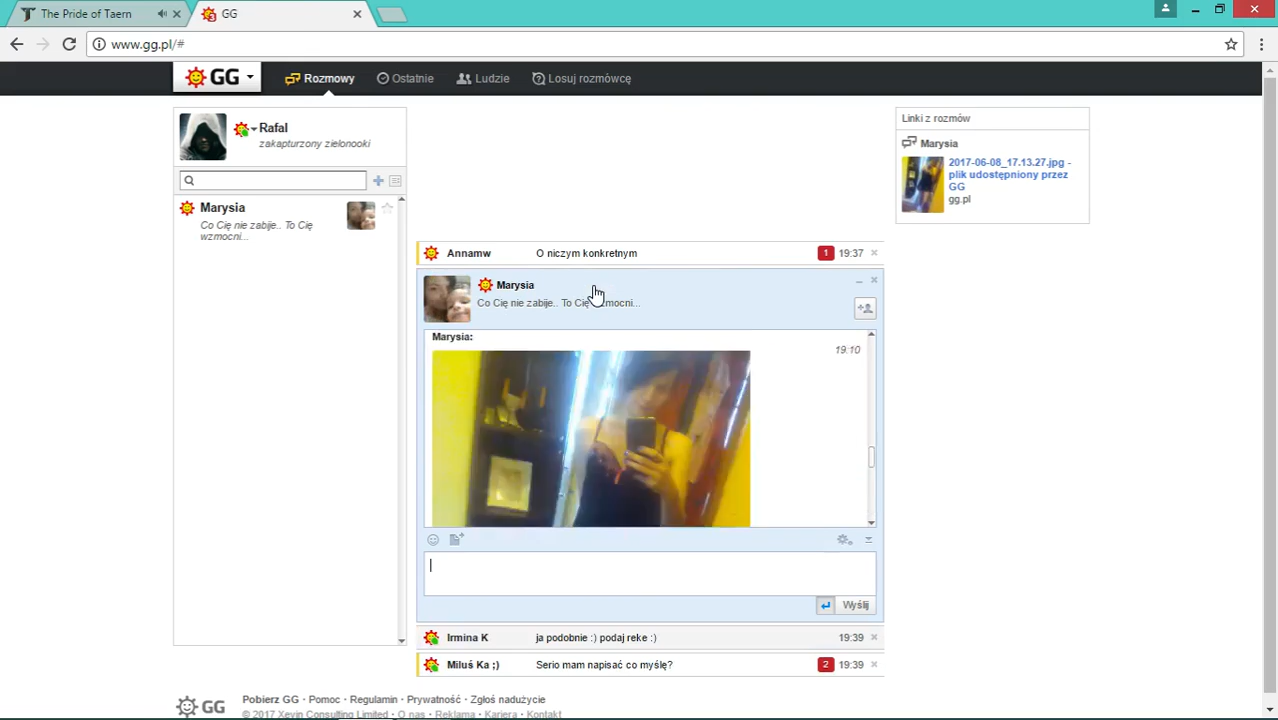 The Pride of Taern
GG
www.gg.pl/#
GG
Rozmowy
Ostatnie
Ludzie
Losuj rozmówcę
Rafal
zakapturzony zielonooki
Marysia
Co Cię nie zabije.. To Cię
wzmocni...
Linki z rozmów
Marysia
2017-06-08_17.13.27.jpg -
plik udostępniony przez
GG
gg.pl
Annamw O niczym konkretnym 1 19:37
Marysia
Co Cię nie zabije.. To Cię wzmocni...
Marysia:
19:10
Wyślij
Irmina K ja podobnie :) podaj reke :) 19:39
Miluś Ka ;) Serio mam napisać co myślę? 2 19:39
GG
Pobierz GG · Pomoc · Regulamin · Prywatność · Zgłoś nadużycie
© 2017 Xevin Consulting Limited · O nas · Reklama · Kariera · Kontakt